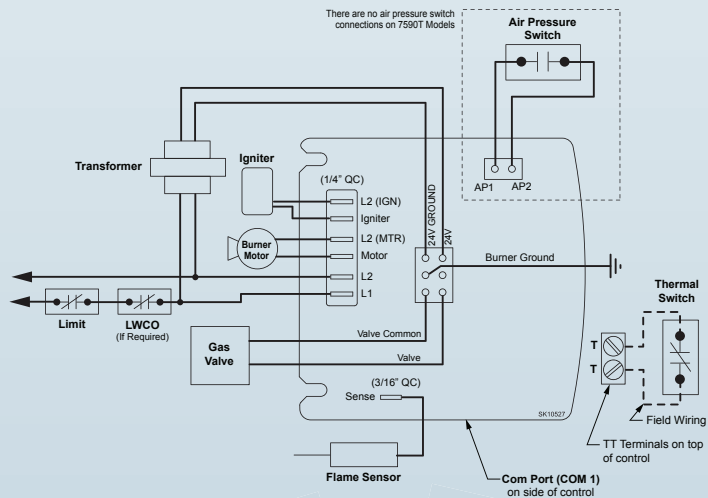 There are no air pressure switch
connections on 7590T Models
Air Pressure
Switch
Transformer
Igniter
(1/4" QC)
AP1
AP2
L2 (IGN)
Igniter
L2 (MTR)
Motor
L2
L1
Burner
Motor
24V GROUND
24V
Burner Ground
Thermal
Switch
Limit
LWCO
(If Required)
Gas
Valve
Valve Common
Valve
T
T
(3/16" QC)
Sense
SK10527
Field Wiring
TT Terminals on top
of control
Flame Sensor
Com Port (COM 1)
on side of control